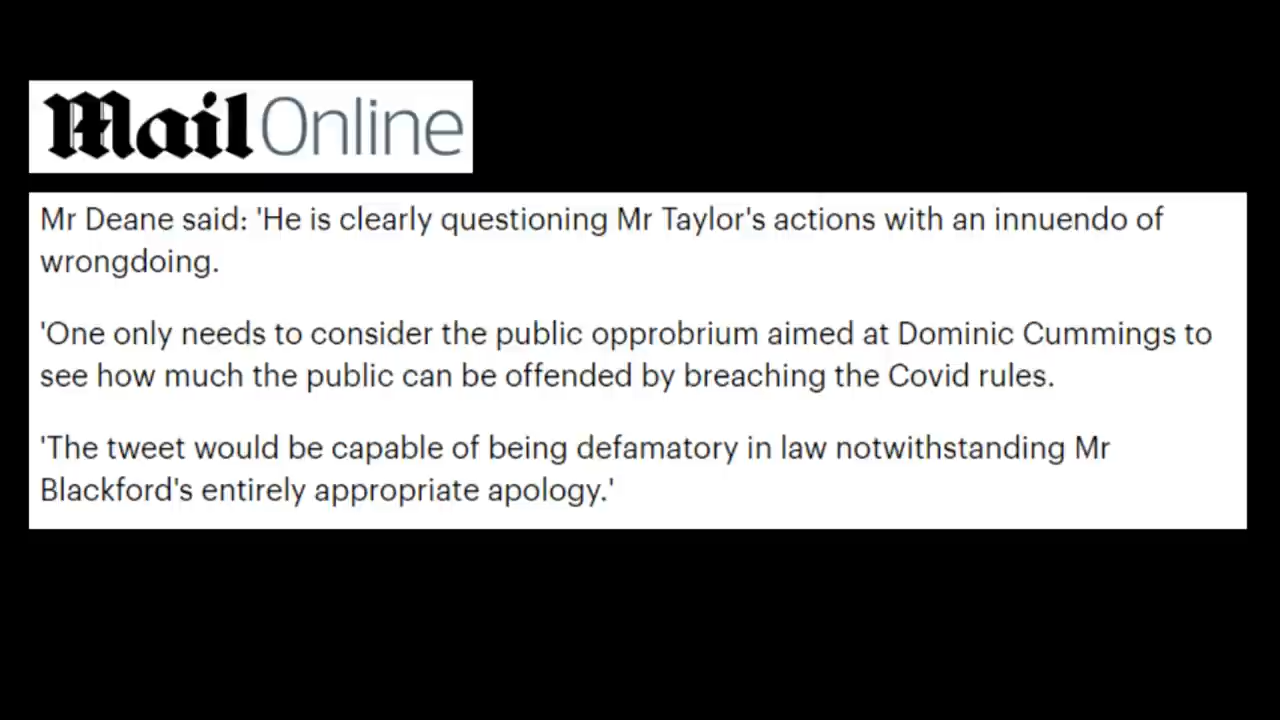 Mail Online
Mr Deane said: 'He is clearly questioning Mr Taylor's actions with an innuendo of
wrongdoing.
'One only needs to consider the public opprobrium aimed at Dominic Cummings to
see how much the public can be offended by breaching the Covid rules.
'The tweet would be capable of being defamatory in law notwithstanding Mr
Blackford's entirely appropriate apology.'